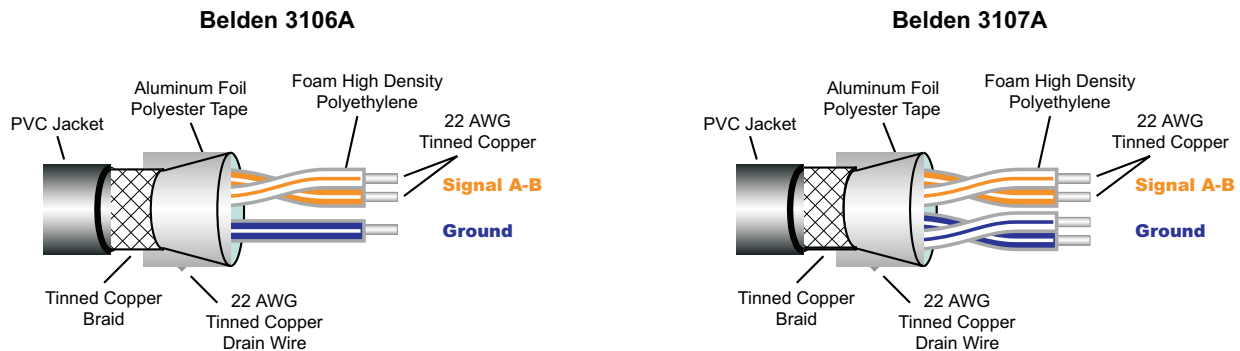 Belden 3106A
Aluminum Foil
Polyester Tape
Foam High Density
Polyethylene
PVC Jacket
22 AWG
Tinned Copper
Signal A-B
Ground
Tinned Copper
Braid
22 AWG
Tinned Copper
Drain Wire
Belden 3107A
Aluminum Foil
Polyester Tape
Foam High Density
Polyethylene
PVC Jacket
22 AWG
Tinned Copper
Signal A-B
Ground
Tinned Copper
Braid
22 AWG
Tinned Copper
Drain Wire